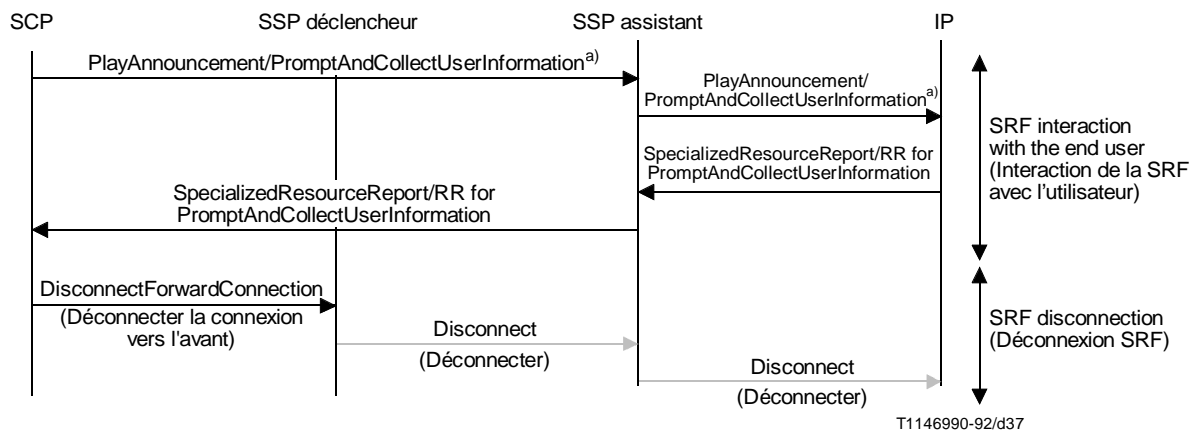 SCP
SSP déclencheur
SSP assistant
IP
PlayAnnouncement/PromptAndCollectUserInformation a)
PlayAnnouncement/
PromptAndCollectUserInformation a)
SRF interaction
with the end user
(Interaction de la SRF
avec l'utilisateur)
SpecializedResourceReport/RR for
PromptAndCollectUserInformation
SpecializedResourceReport/RR for
PromptAndCollectUserInformation
DisconnectForwardConnection
(Déconnecter la connexion
vers l'avant)
Disconnect
(Déconnecter)
SRF disconnection
(Déconnexion SRF)
Disconnect
(Déconnecter)
T1146990-92/d37